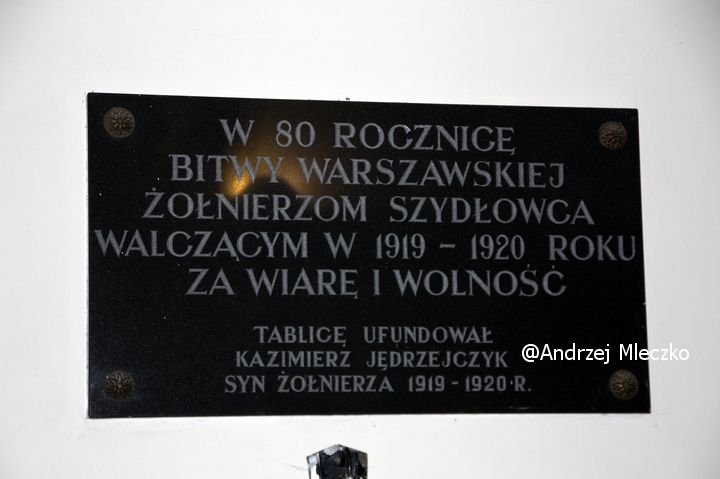 W 80 ROCZNICĘ
BITWY WARSZAWSKIEJ
ŻOŁNIERZOM SZYDŁOWCA
WALCZĄCYM W 1919 - 1920 ROKU
ZA WIARĘ I WOLNOŚĆ
TABLICĘ UFUNDOWAŁ
KAZIMIERZ JĘDRZEJCZYK
SYN ŻOŁNIERZA 1919 - 1920 R.
@Andrzej Mleczko